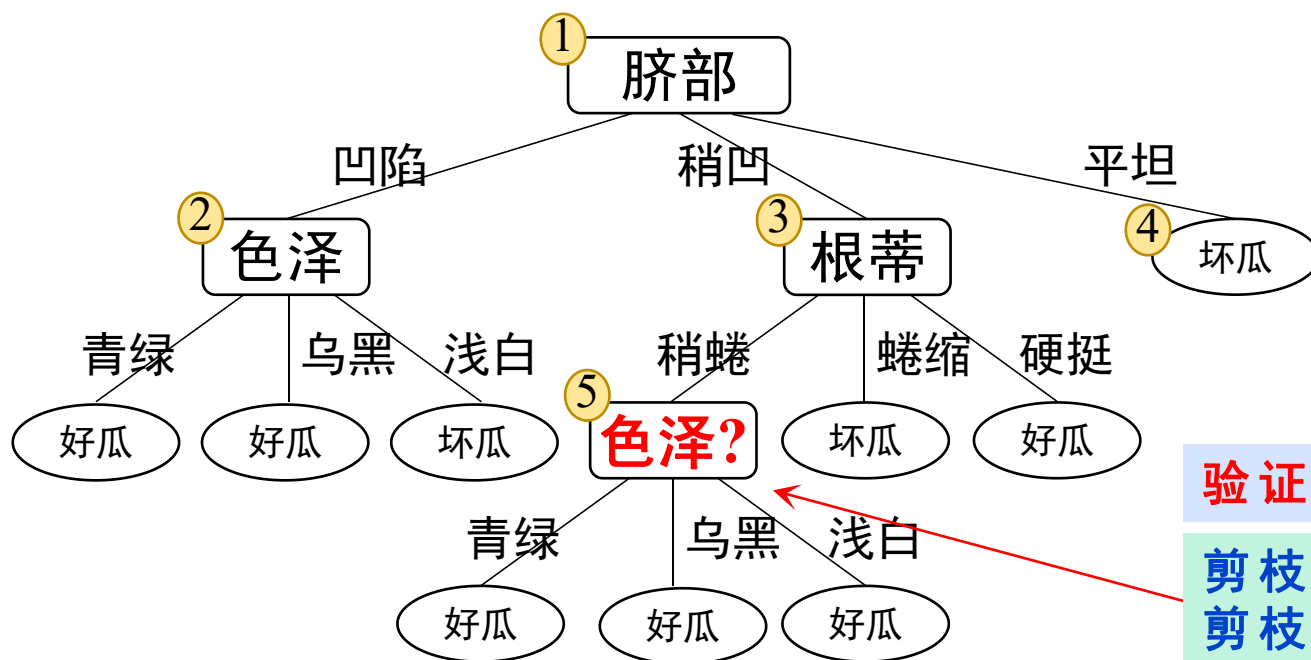 1
脐部
凹陷
稍凹
平坦
2
色泽
3
根蒂
4
坏瓜
青绿
乌黑
浅白
稍蜷
蜷缩
硬挺
好瓜
好瓜
坏瓜
5
色泽?
坏瓜
好瓜
验证
青绿
乌黑
浅白
剪枝
剪枝
好瓜
好瓜
好瓜